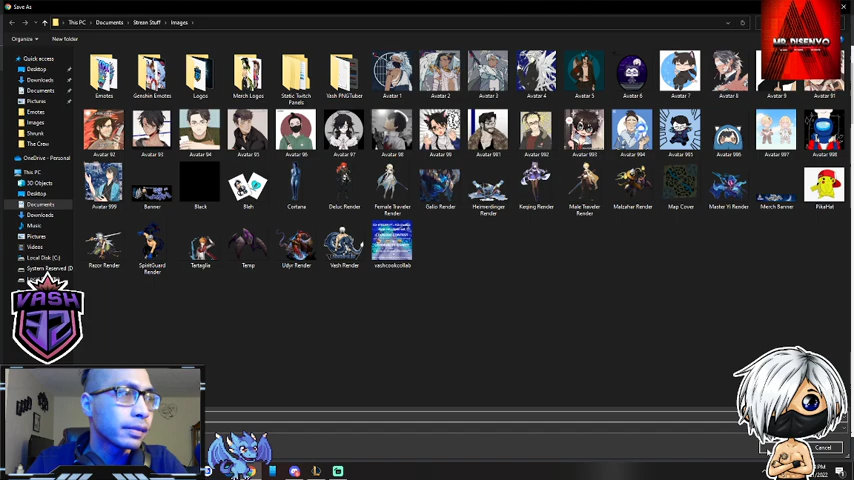 Save As
This PC
Documents
Stream Stuff
Images
Organize
New folder
Quick access
Desktop
Downloads
Documents
Pictures
Emotes
Images
Shrunk
The Crew
OneDrive - Personal
This PC
3D Objects
Desktop
Documents
Downloads
Music
Pictures
Videos
Local Disk (C:)
System Reserved (D
Emotes
Genshin Emotes
Logos
Merch Logos
Static Twitch Panels
Vash PNGTuber
Avatar 1
Avatar 2
Avatar 3
Avatar 4
Avatar 5
Avatar 6
Avatar 7
Avatar 8
Avatar 9
Avatar 91
Avatar 92
Avatar 93
Avatar 94
Avatar 95
Avatar 96
Avatar 97
Avatar 98
Avatar 99
Avatar 991
Avatar 992
Avatar 993
Avatar 994
Avatar 995
Avatar 996
Avatar 997
Avatar 998
Avatar 999
Banner
Black
Bleh
Cortana
Deluc Render
Female Traveler Render
Galio Render
Heimerdinger Render
Keqing Render
Male Traveler Render
Malzahar Render
Map Cover
Master Yi Render
Merch Banner
PikaHat
Razor Render
SpiritGuard Render
Tartaglia
Temp
Udyr Render
Vash Render
vashcookcollab
MR DISENYO
VASH
32
Cancel